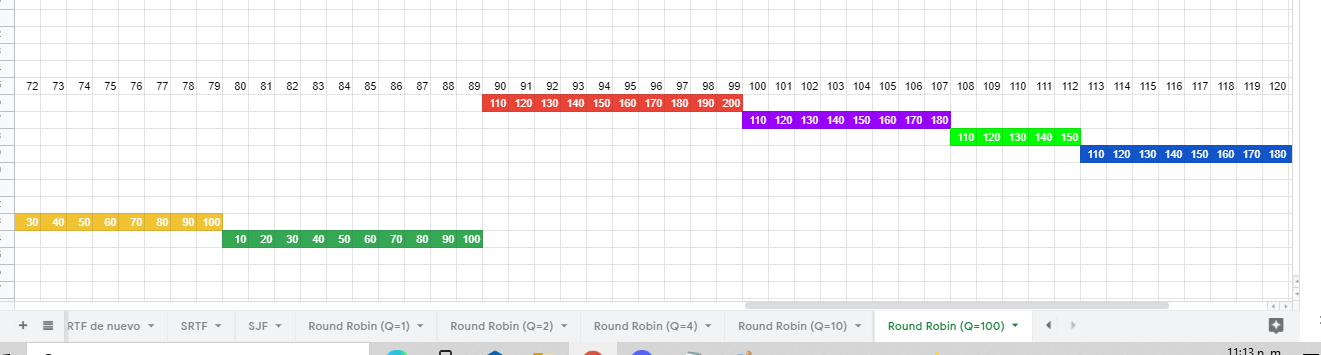 72 73 74 75 76 77 78 79 80 81 82 83 84 85 86 87 88 89 90 91 92 93 94 95 96 97 98 99 100 101 102 103 104 105 106 107 108 109 110 111 112 113 114 115 116 117 118 119 120
110 120 130 140 150 160 170 180 190 200
110 120 130 140 150 160 170 180
110 120 130 140 150
110 120 130 140 150 160 170 180
30 40 50 60 70 80 90 100
10 20 30 40 50 60 70 80 90 100
RTF de nuevo SRTF SJF Round Robin (Q=1) Round Robin (Q=2) Round Robin (Q=4) Round Robin (Q=10) Round Robin (Q=100)
11:13 p. m.